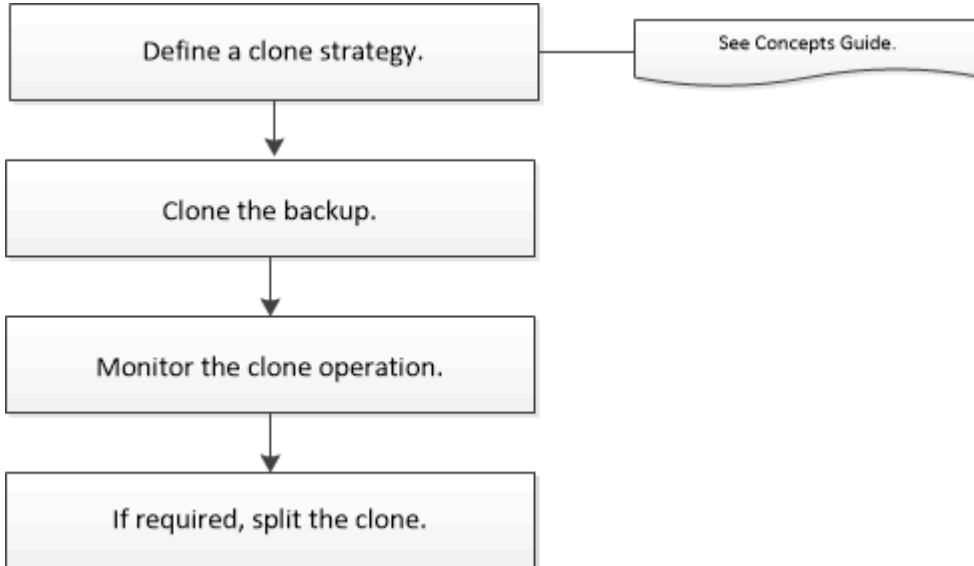 Define a clone strategy.
See Concepts Guide.
Clone the backup.
Monitor the clone operation.
If required, split the clone.